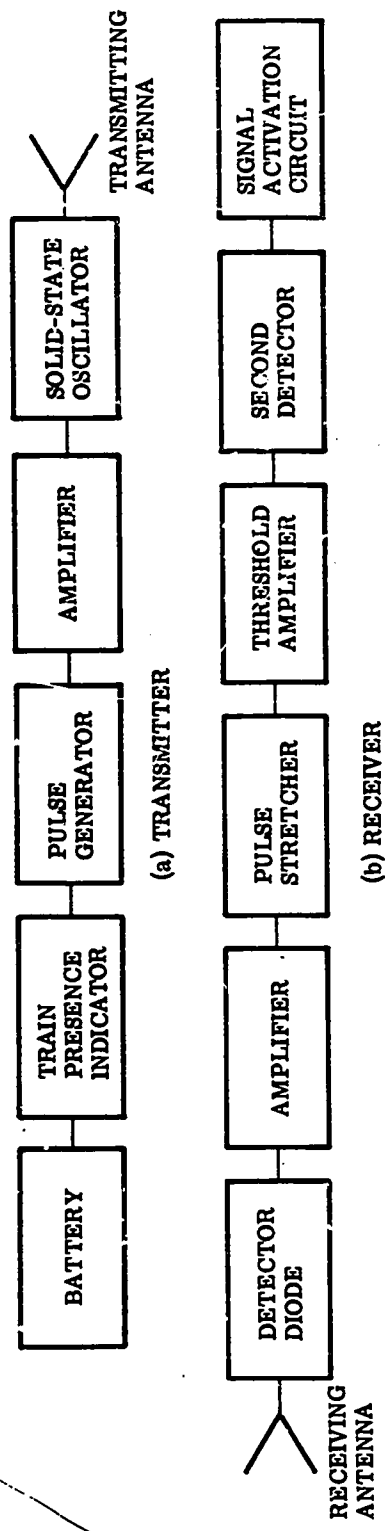 BATTERY
TRAIN
PRESENCE
INDICATOR
PULSE
GENERATOR
AMPLIFIER
SOLID-STATE
OSCILLATOR
TRANSMITTING
ANTENNA
(a) TRANSMITTER
RECEIVING
ANTENNA
DETECTOR
DIODE
AMPLIFIER
PULSE
STRETCHER
THRESHOLD
AMPLIFIER
SECOND
DETECTOR
SIGNAL
ACTIVATION
CIRCUIT
(b) RECEIVER